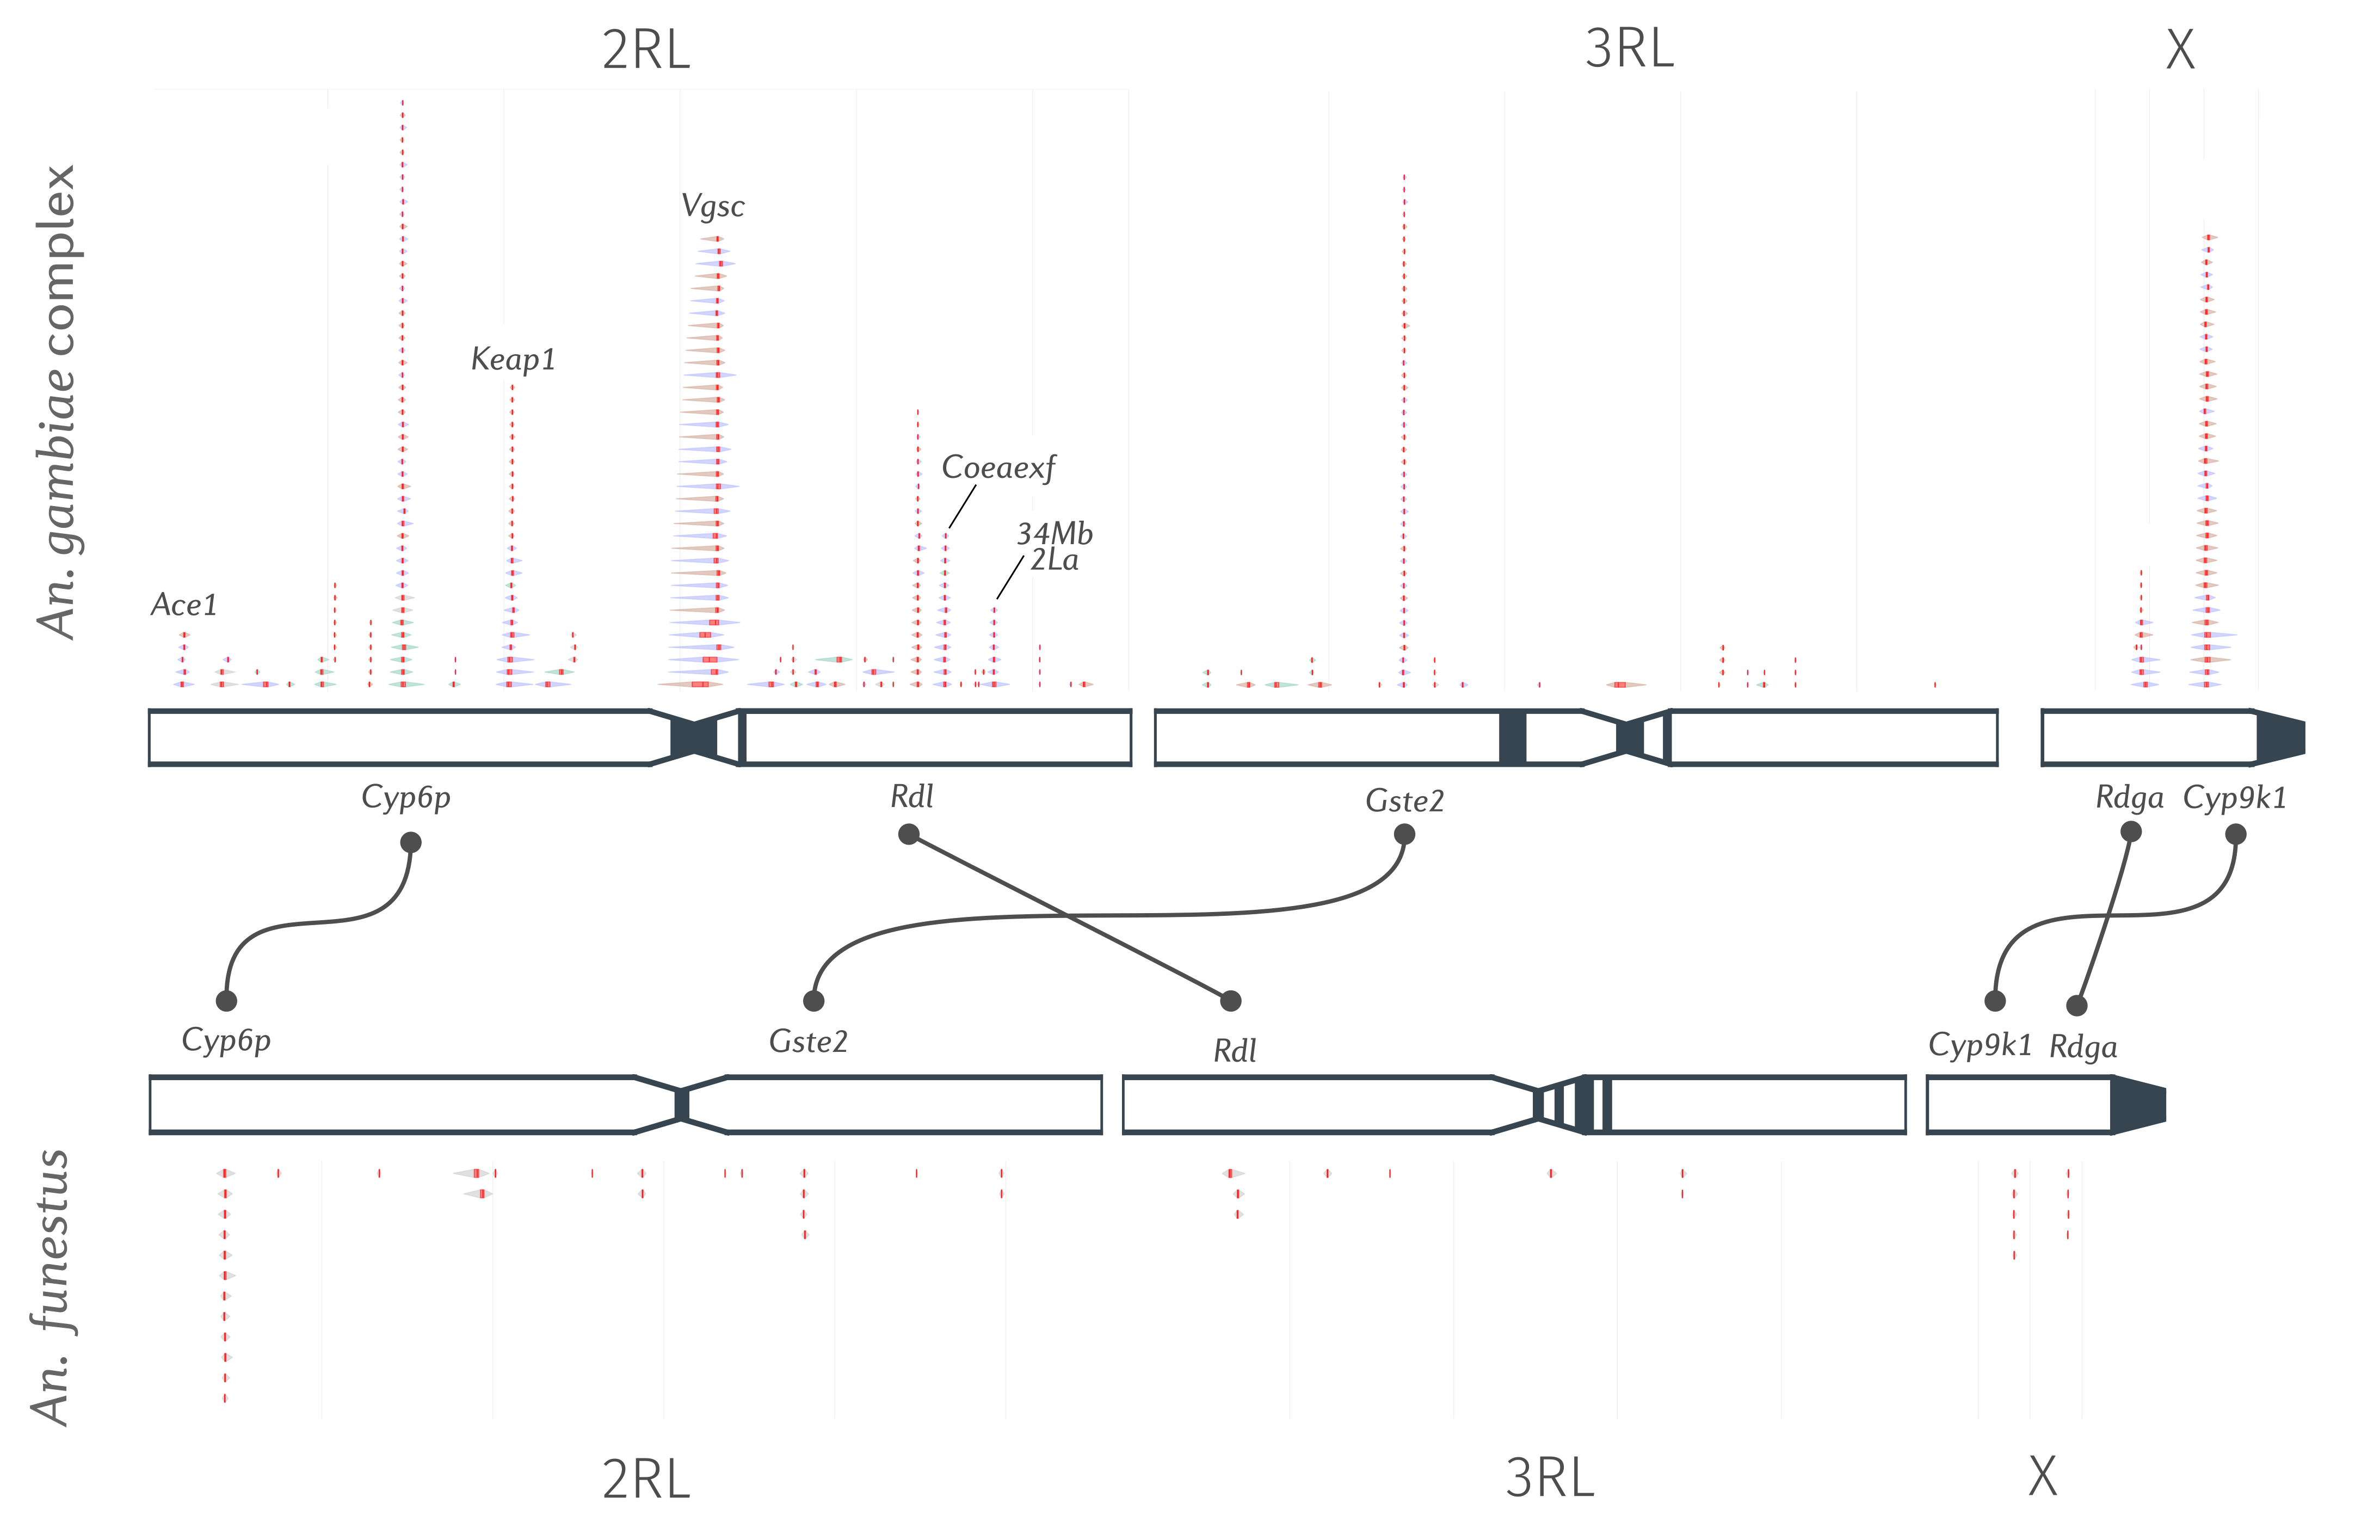 2RL
3RL
X
An. gambiae complex
Vgsc
Keap1
Coeaexf
34Mb
2La
Ace1
Cyp6p
Rdl
Gste2
Rdga
Cyp9k1
Cyp6p
Gste2
Rdl
Cyp9k1
Rdga
An. funestus
2RL
3RL
X